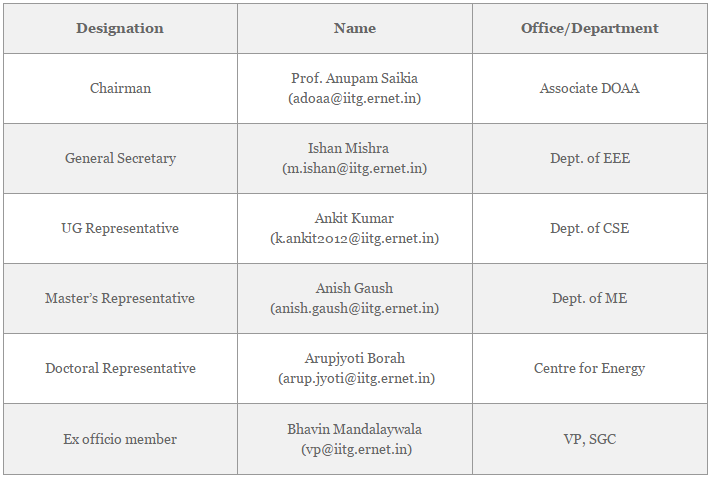 Designation Name Office/Department
Chairman Prof. Anupam Saikia Associate DOAA
(adoaa@iitg.ernet.in)
General Secretary Ishan Mishra Dept. of EEE
(m.ishan@iitg.ernet.in)
UG Representative Ankit Kumar Dept. of CSE
(k.ankit2012@iitg.ernet.in)
Master’s Representative Anish Gaush Dept. of ME
(anish.gaush@iitg.ernet.in)
Doctoral Representative Arupjyoti Borah Centre for Energy
(arup.jyoti@iitg.ernet.in)
Ex officio member Bhavin Mandalaywala VP, SGC
(vp@iitg.ernet.in)